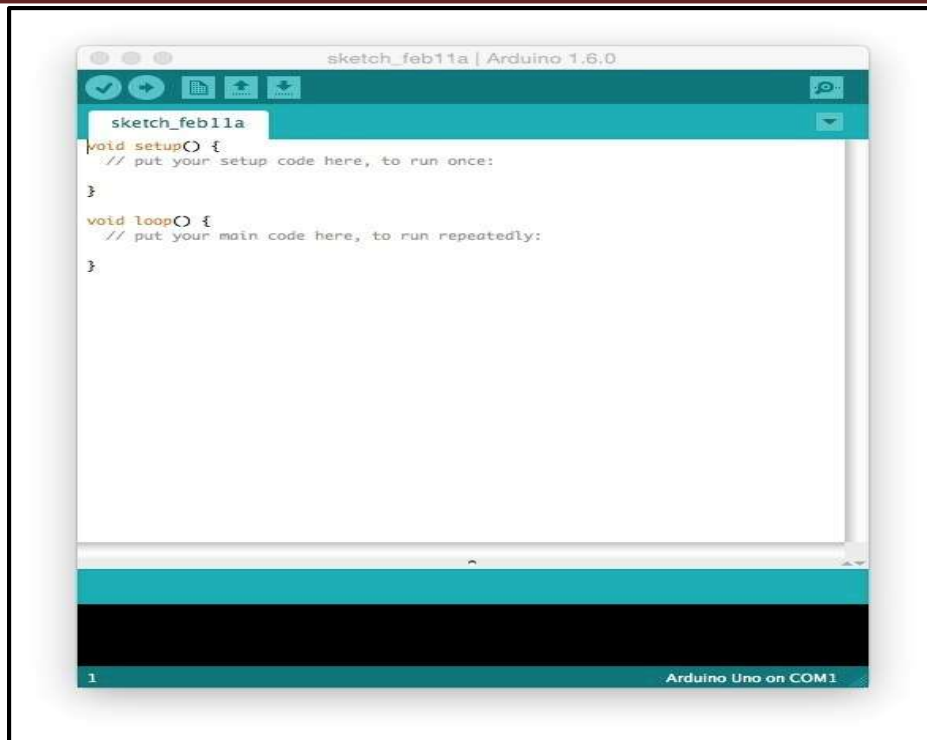 sketch_feb11a | Arduino 1.6.0
sketch_feb11a
void setup() {
  // put your setup code here, to run once:
}
void loop() {
  // put your main code here, to run repeatedly:
}
1
Arduino Uno on COM1